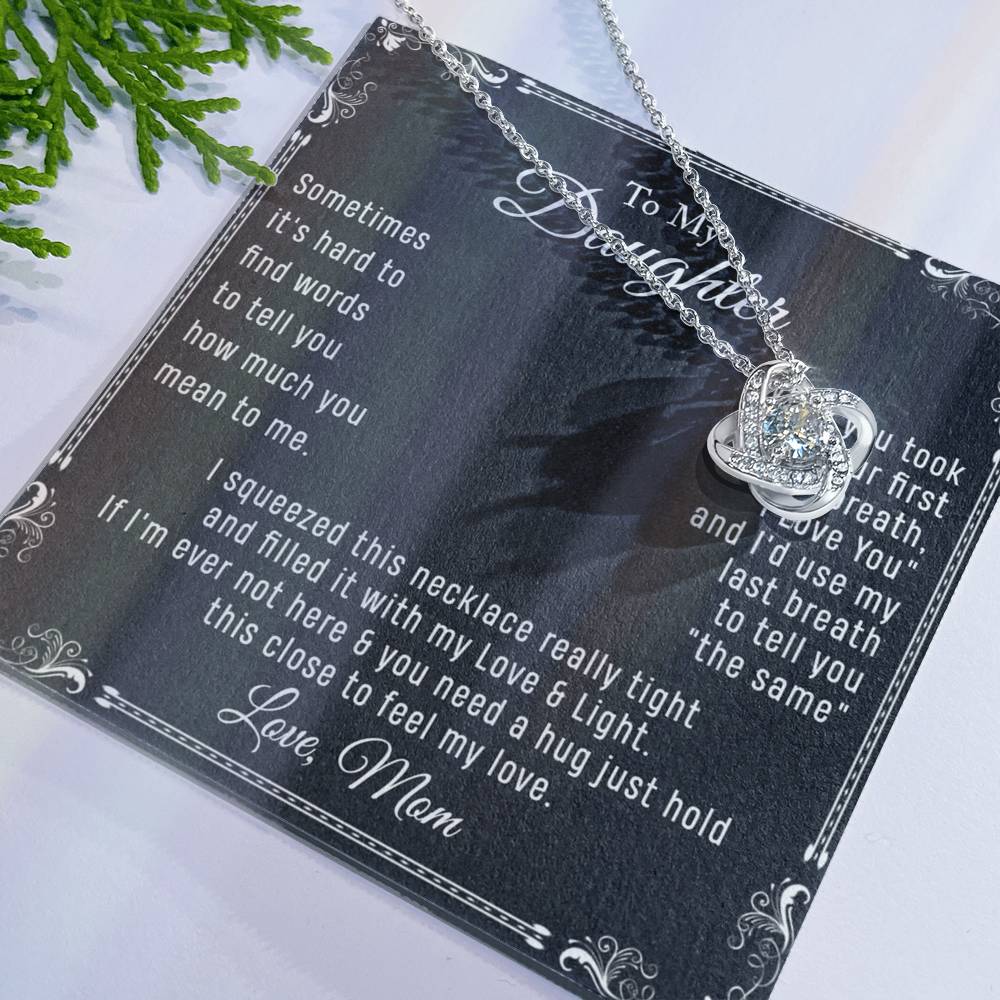 To My
Daughter
Sometimes
it's hard to
find words
to tell you
how much you
mean to me.
took
first
Love You"
and I'd use my
last breath
to tell you
"the same"
I squeezed this necklace really tight
and filled it with my Love & Light.
If I'm ever not here & you need a hug just hold
this close to feel my love.
Love, Mom